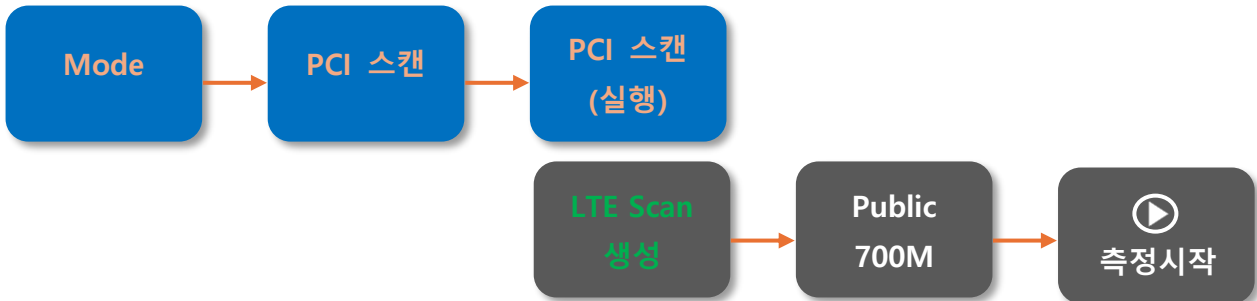 Mode
PCI 스캔
PCI 스캔
(실행)
LTE Scan
생성
Public
700M
측정시작